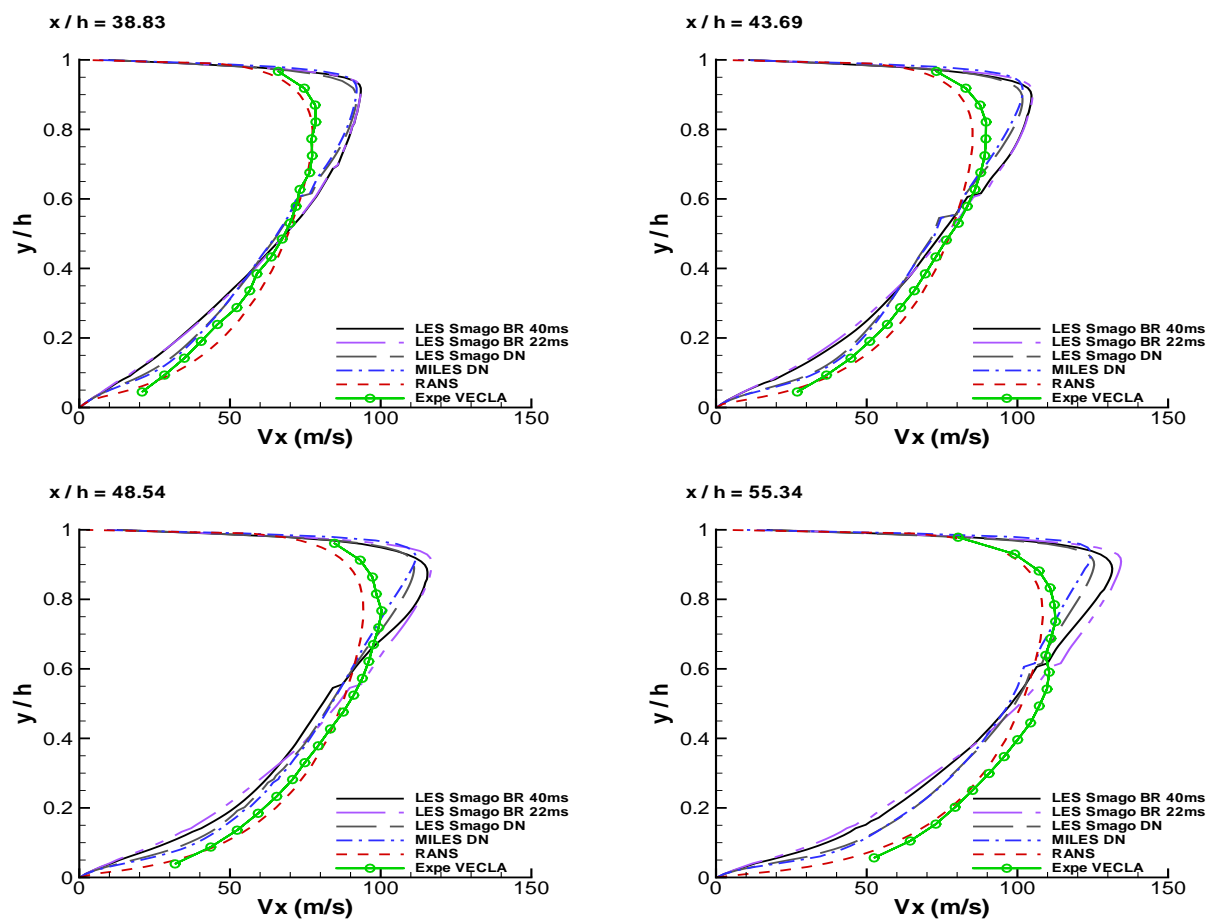 x / h = 38.83
1
0.8
0.6
0.4
0.2
0
y / h
0
50
100
150
Vx (m/s)
LES Smago BR 40ms
LES Smago BR 22ms
LES Smago DN
MILES DN
RANS
Expe VECLA
x / h = 43.69
1
0.8
0.6
0.4
0.2
0
y / h
0
50
100
150
Vx (m/s)
LES Smago BR 40ms
LES Smago BR 22ms
LES Smago DN
MILES DN
RANS
Expe VECLA
x / h = 48.54
1
0.8
0.6
0.4
0.2
0
y / h
0
50
100
150
Vx (m/s)
LES Smago BR 40ms
LES Smago BR 22ms
LES Smago DN
MILES DN
RANS
Expe VECLA
x / h = 55.34
1
0.8
0.6
0.4
0.2
0
y / h
0
50
100
150
Vx (m/s)
LES Smago BR 40ms
LES Smago BR 22ms
LES Smago DN
MILES DN
RANS
Expe VECLA